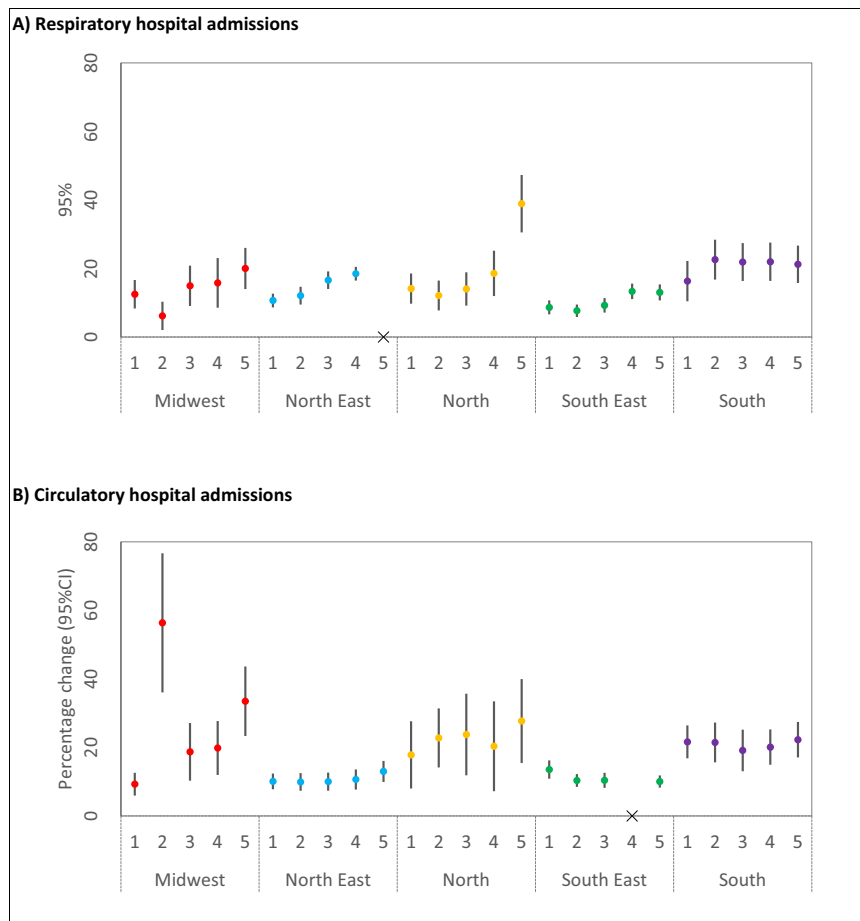 A) Respiratory hospital admissions
80
60
40
20
0
95%
1 2 3 4 5 1 2 3 4 5 1 2 3 4 5 1 2 3 4 5 1 2 3 4 5
Midwest North East North South East South
B) Circulatory hospital admissions
80
60
40
20
0
Percentage change (95%CI)
1 2 3 4 5 1 2 3 4 5 1 2 3 4 5 1 2 3 4 5 1 2 3 4 5
Midwest North East North South East South